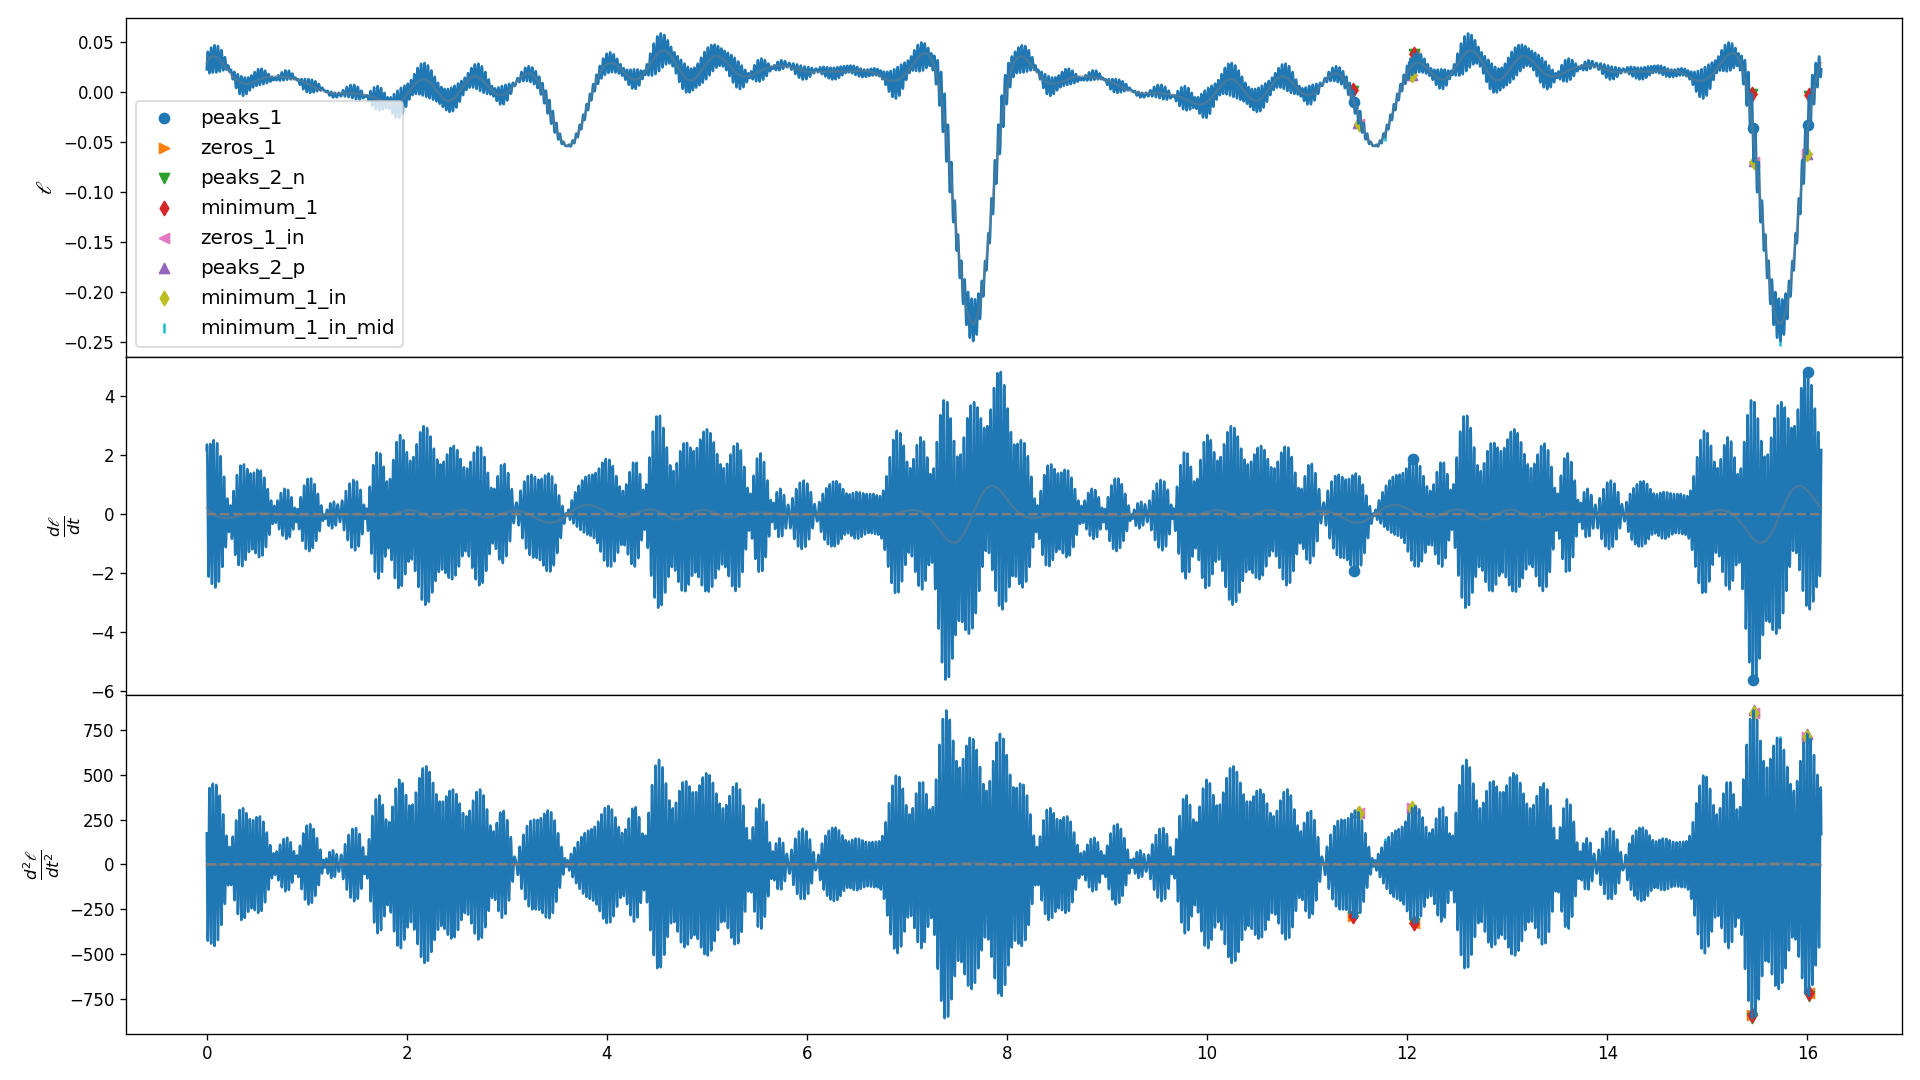 0.05
0.00
−0.05
−0.10
−0.15
−0.20
−0.25
ℓ
peaks_1
zeros_1
peaks_2_n
minimum_1
zeros_1_in
peaks_2_p
minimum_1_in
minimum_1_in_mid
4
2
0
−2
−4
−6
dℓ/dt
750
500
250
0
−250
−500
−750
d²ℓ/dt²
0 2 4 6 8 10 12 14 16